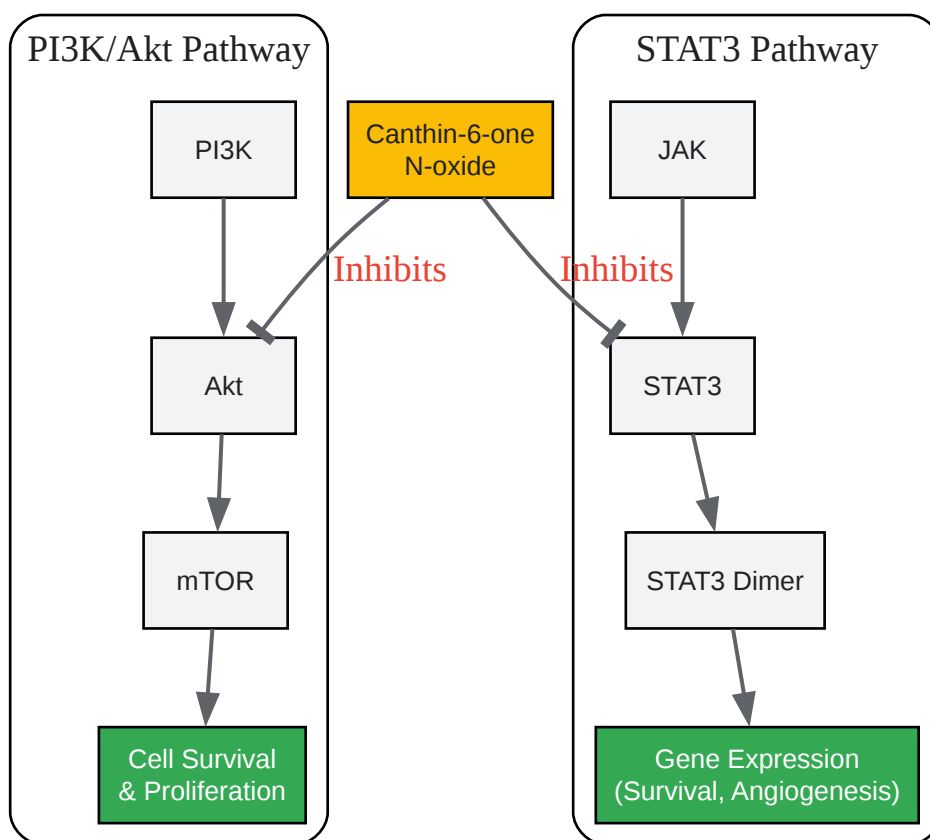 PI3K/Akt Pathway
STAT3 Pathway
PI3K
Canthin-6-one
N-oxide
JAK
Inhibits
Inhibits
Akt
STAT3
mTOR
STAT3 Dimer
Cell Survival
& Proliferation
Gene Expression
(Survival, Angiogenesis)